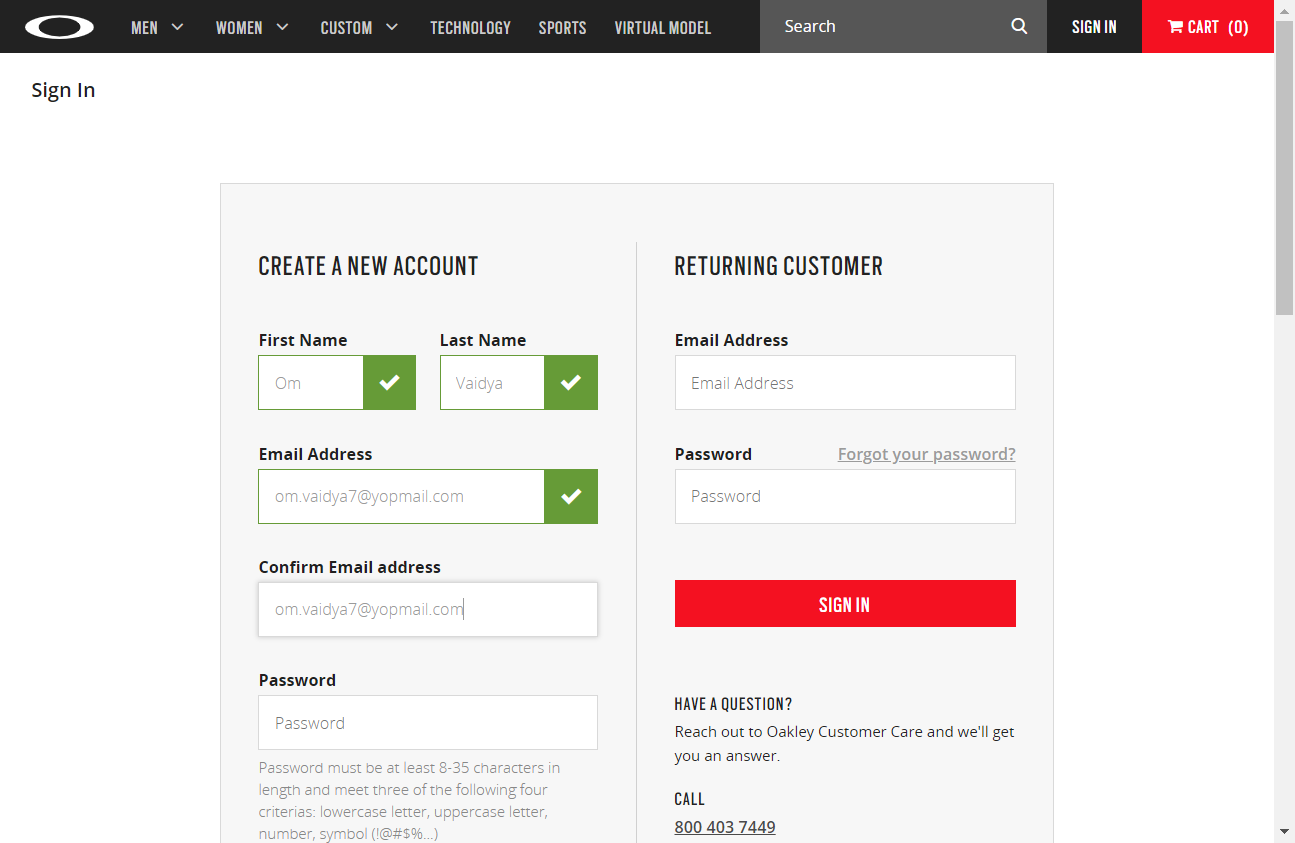 MEN WOMEN CUSTOM TECHNOLOGY SPORTS VIRTUAL MODEL Search SIGN IN CART (0)
Sign In
CREATE A NEW ACCOUNT
First Name Last Name
Om Vaidya
Email Address
om.vaidya7@yopmail.com
Confirm Email address
om.vaidya7@yopmail.com
Password
Password
Password must be at least 8-35 characters in
length and meet three of the following four
criterias: lowercase letter, uppercase letter,
number, symbol (!@#$%...)
RETURNING CUSTOMER
Email Address
Email Address
Password Forgot your password?
Password
SIGN IN
HAVE A QUESTION?
Reach out to Oakley Customer Care and we'll get
you an answer.
CALL
800 403 7449